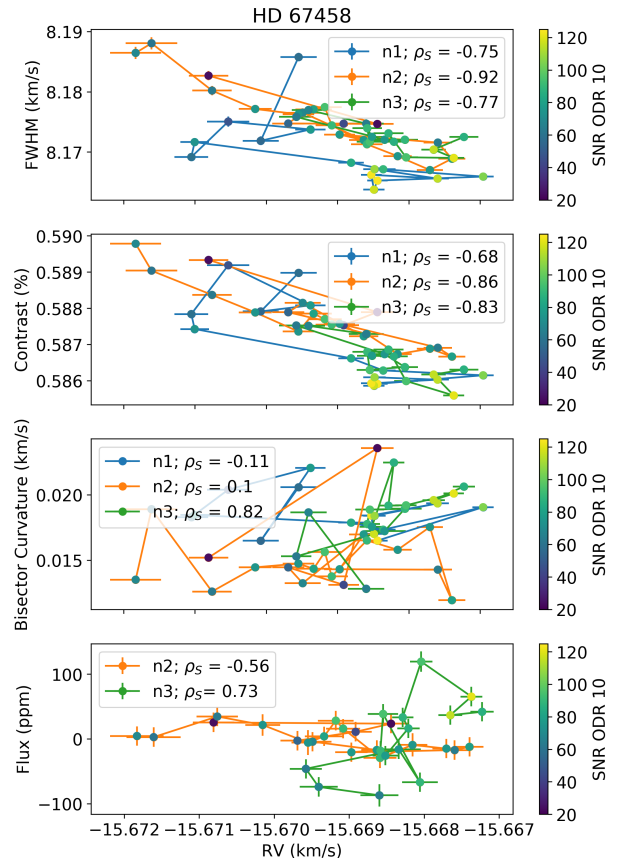 HD 67458
8.19
8.18
8.17
FWHM (km/s)
n1; ρS = -0.75
n2; ρS = -0.92
n3; ρS = -0.77
120
100
80
60
40
20
SNR ODR 10
0.590
0.589
0.588
0.587
0.586
Contrast (%)
n1; ρS = -0.68
n2; ρS = -0.86
n3; ρS = -0.83
120
100
80
60
40
20
SNR ODR 10
0.020
0.015
Bisector Curvature (km/s)
n1; ρS = -0.11
n2; ρS = 0.1
n3; ρS = 0.82
120
100
80
60
40
20
SNR ODR 10
100
0
−100
Flux (ppm)
n2; ρS = -0.56
n3; ρS= 0.73
120
100
80
60
40
20
SNR ODR 10
−15.672 −15.671 −15.670 −15.669 −15.668 −15.667
RV (km/s)